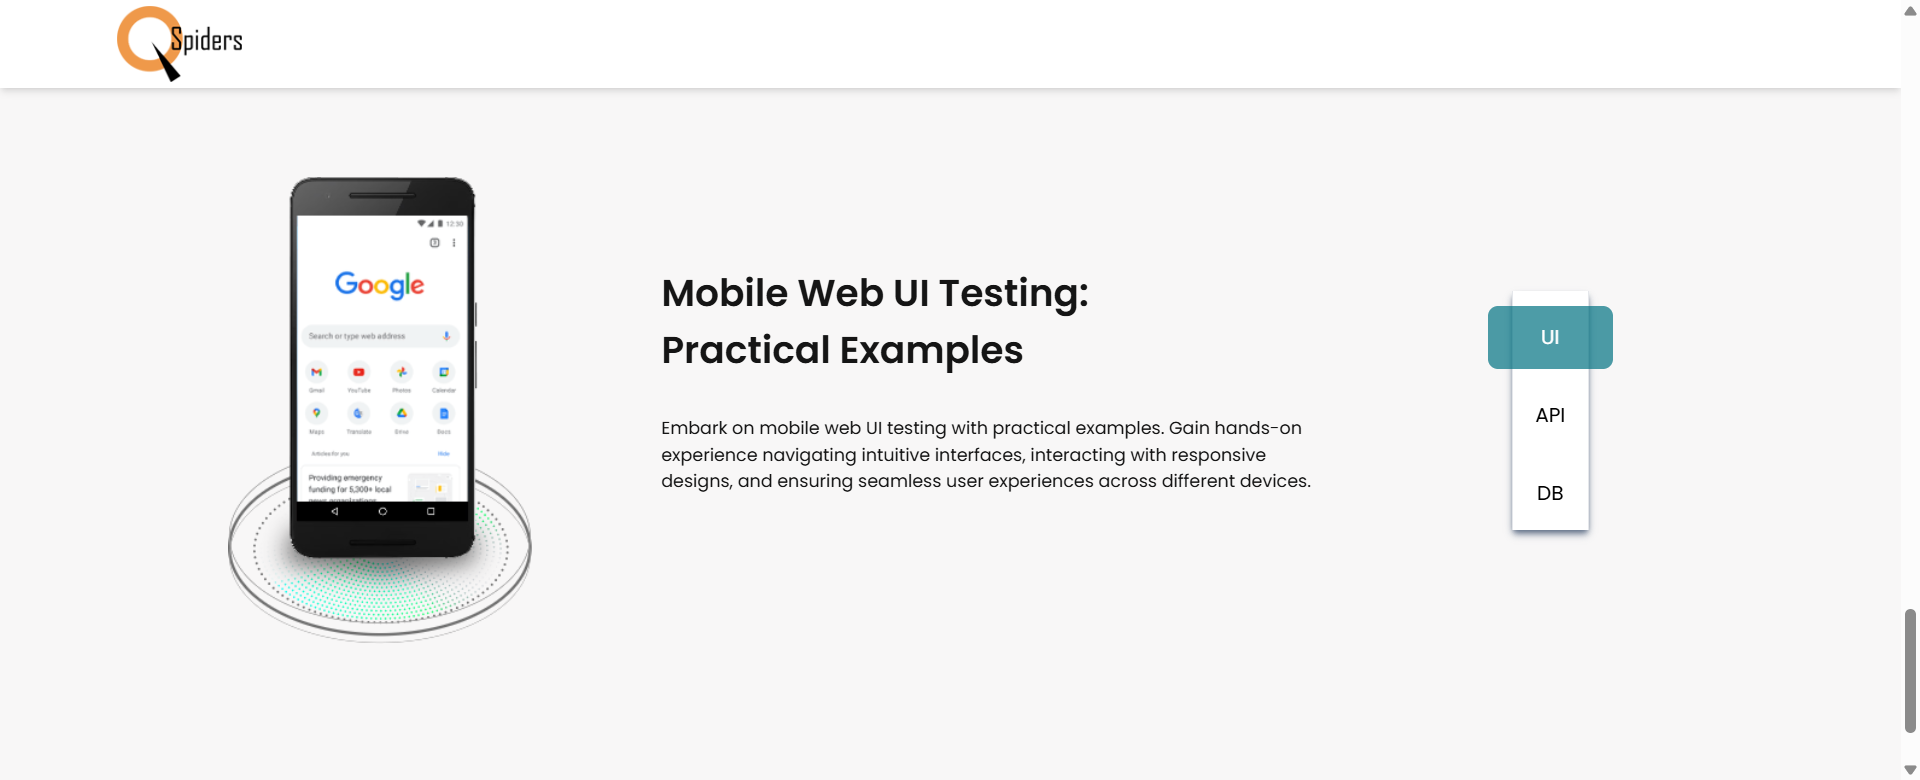 Spiders
12:30
Google
Search or type web address
Gmail YouTube Photos Calendar
Maps Translate Drive Docs
Articles for you Hide
Providing emergency
funding for 5,300+ local
news organizations
Mobile Web UI Testing:
Practical Examples
Embark on mobile web UI testing with practical examples. Gain hands-on
experience navigating intuitive interfaces, interacting with responsive
designs, and ensuring seamless user experiences across different devices.
UI
API
DB